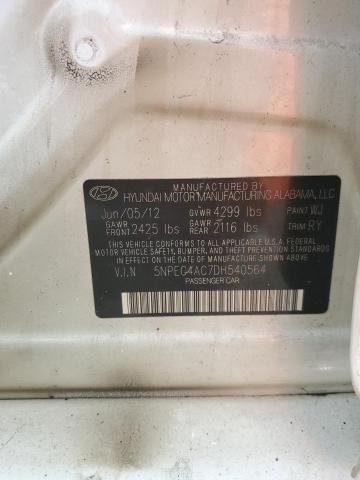 MANUFACTURED BY
HYUNDAI MOTOR MANUFACTURING ALABAMA, LLC
Jun/05/12 GVWR 4299 lbs PAINT WJ
GAWR FRONT 2425 lbs GAWR REAR 2116 lbs TRIM RY
THIS VEHICLE CONFORMS TO ALL APPLICABLE U.S.A. FEDERAL
MOTOR VEHICLE SAFETY, BUMPER, AND THEFT PREVENTION STANDARDS
IN EFFECT ON THE DATE OF MANUFACTURE SHOWN ABOVE.
V.I.N 5NPEC4AC7DH540564
PASSENGER CAR